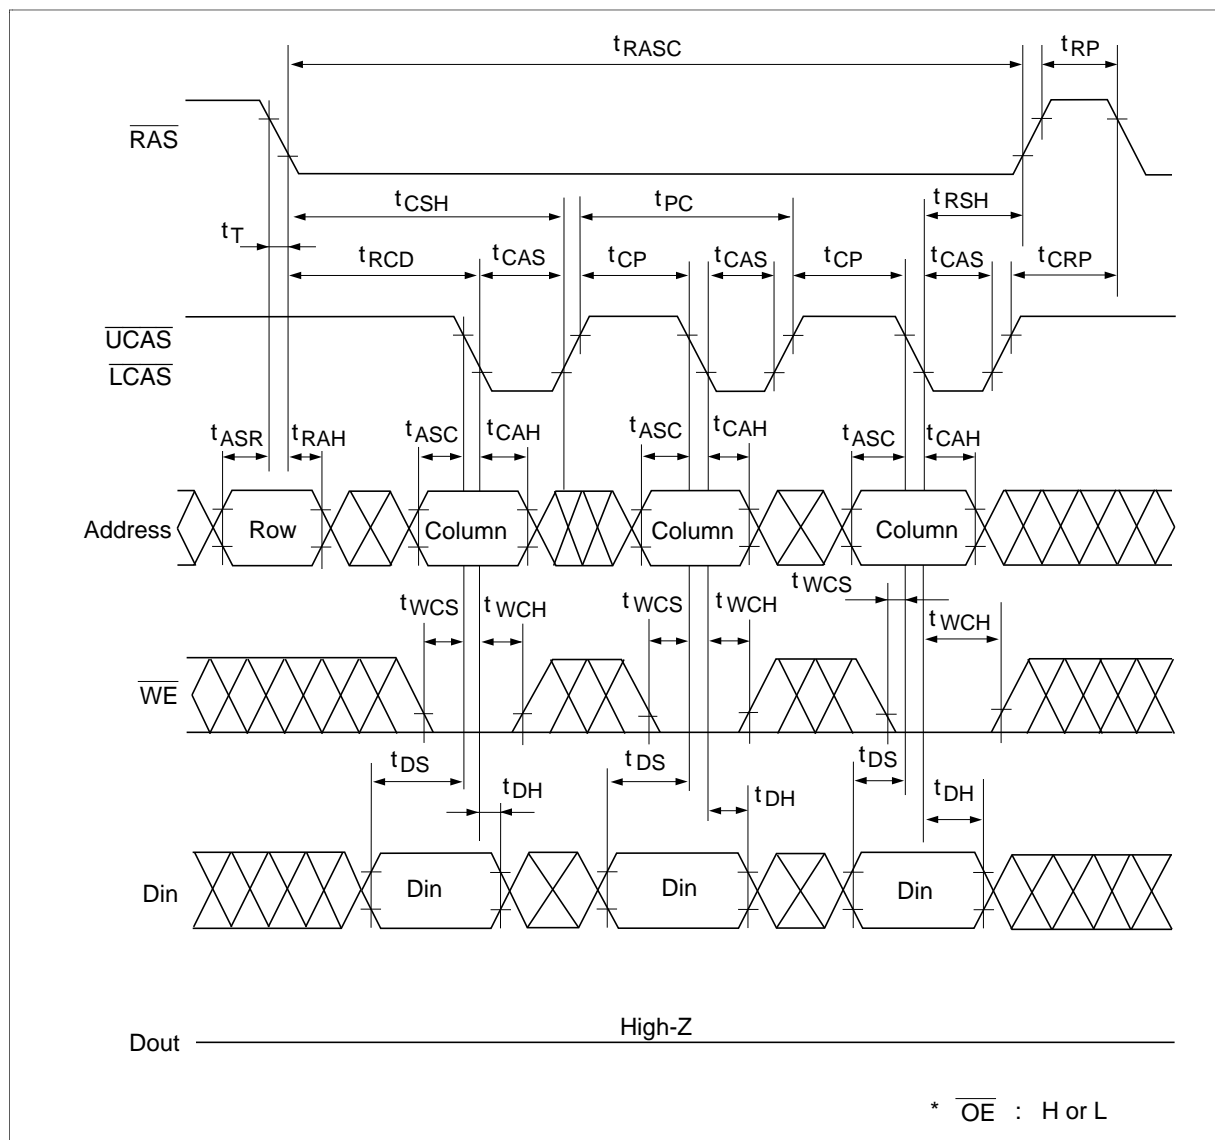 tRASC tRP
RAS
tCSH tPC tRSH
tT tRCD tCAS tCP tCAS tCP tCAS tCRP
UCAS
LCAS
tASR tRAH tASC tCAH tASC tCAH tASC tCAH
Address Row Column Column Column
tWCS tWCH tWCS tWCH tWCS tWCH
WE
tDS tDH tDS tDH tDS tDH
Din Din Din Din
High-Z
Dout
* OE : H or L